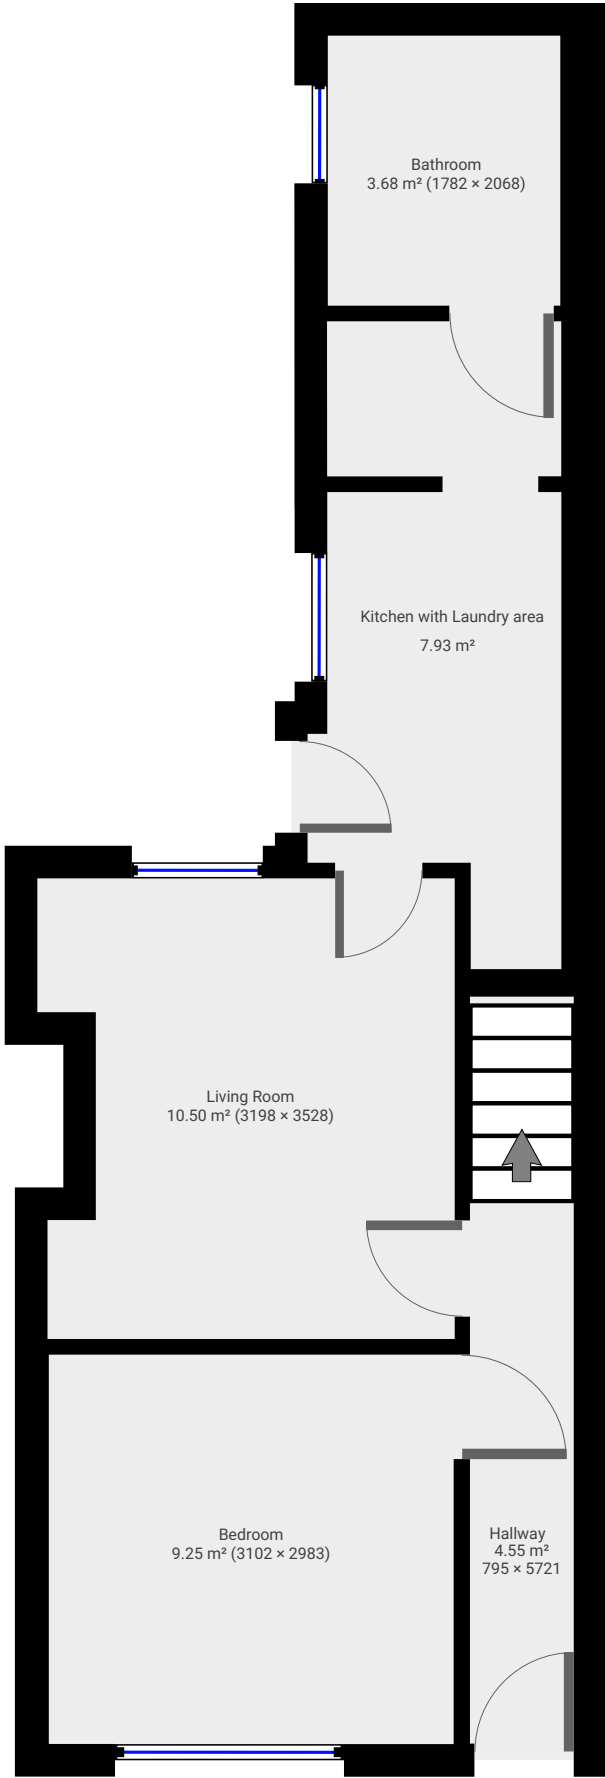 Bathroom
3.68 m² (1782 × 2068)
Kitchen with Laundry area
7.93 m²
Living Room
10.50 m² (3198 × 3528)
Bedroom
9.25 m² (3102 × 2983)
Hallway
4.55 m²
795 × 5721